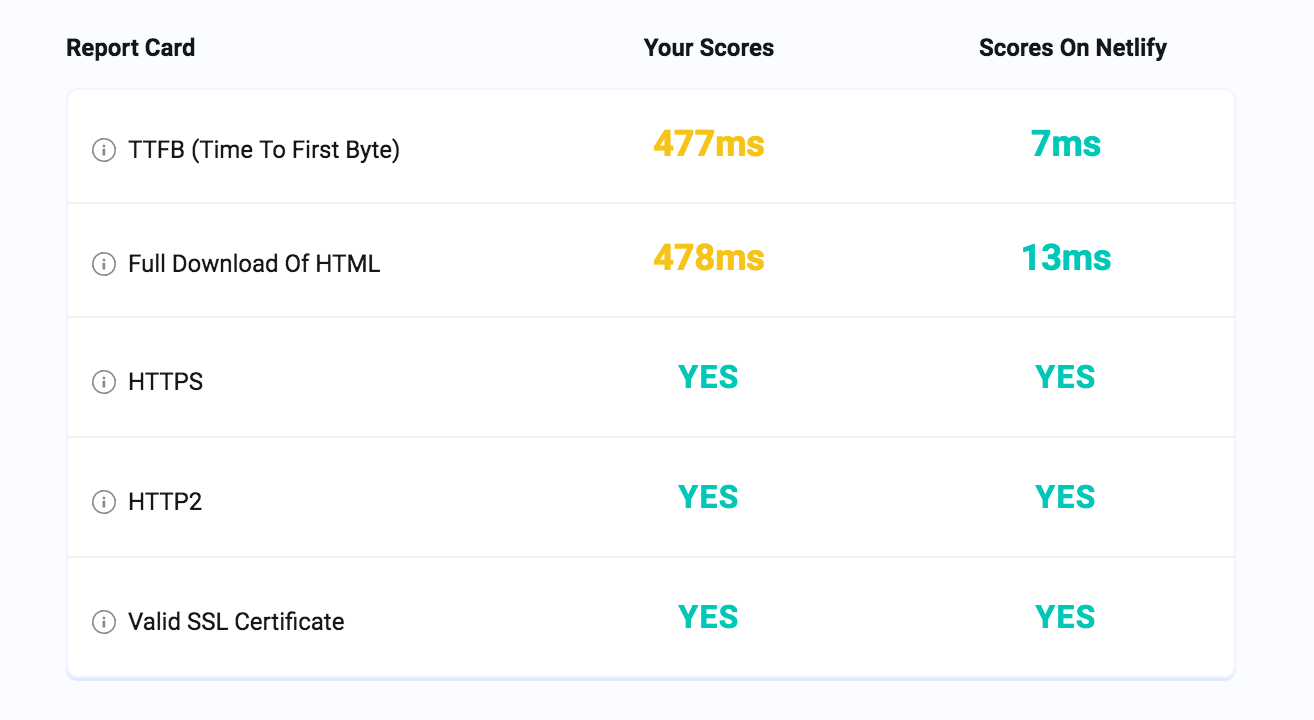 Report Card Your Scores Scores On Netlify
TTFB (Time To First Byte) 477ms 7ms
Full Download Of HTML 478ms 13ms
HTTPS YES YES
HTTP2 YES YES
Valid SSL Certificate YES YES